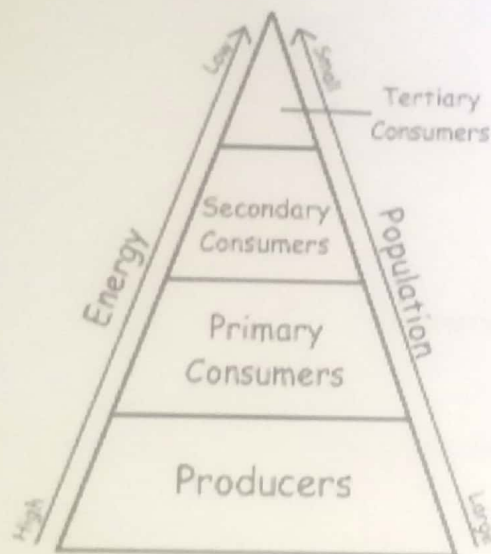 Low
Small
Tertiary
Consumers
Secondary
Consumers
Energy
Population
Primary
Consumers
Producers
High
Large